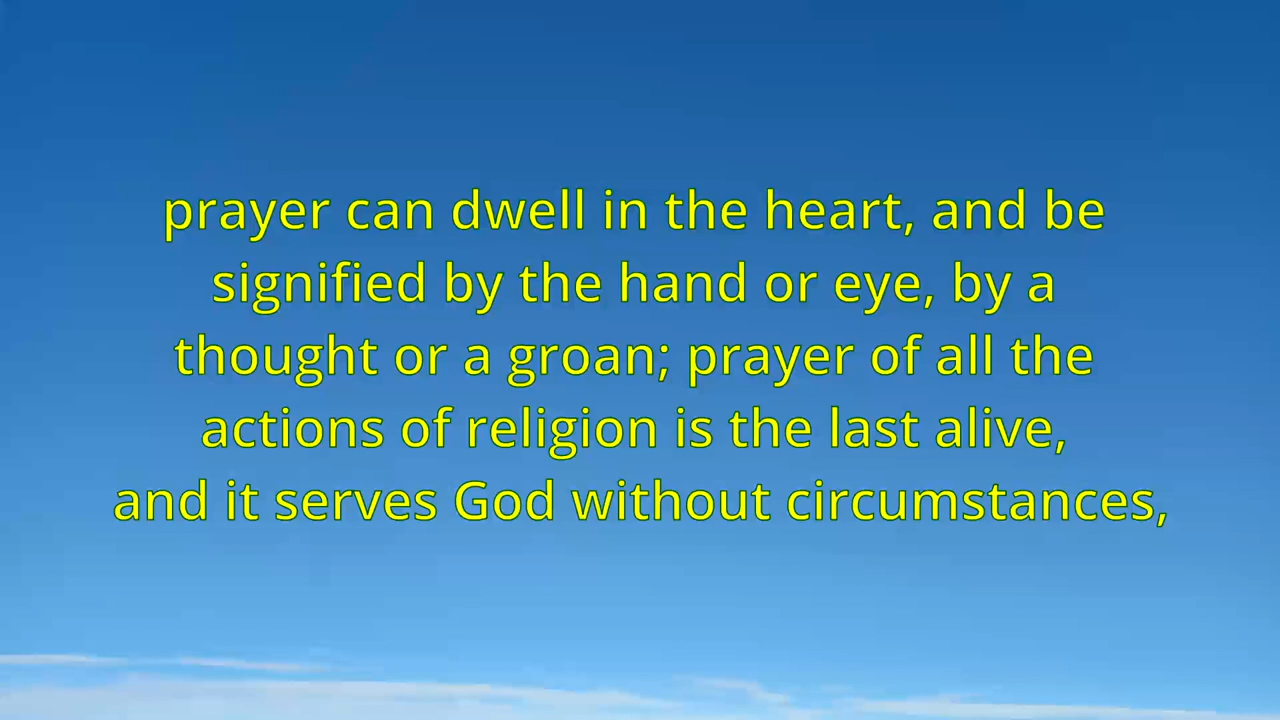 prayer can dwell in the heart, and be
signified by the hand or eye, by a
thought or a groan; prayer of all the
actions of religion is the last alive,
and it serves God without circumstances,